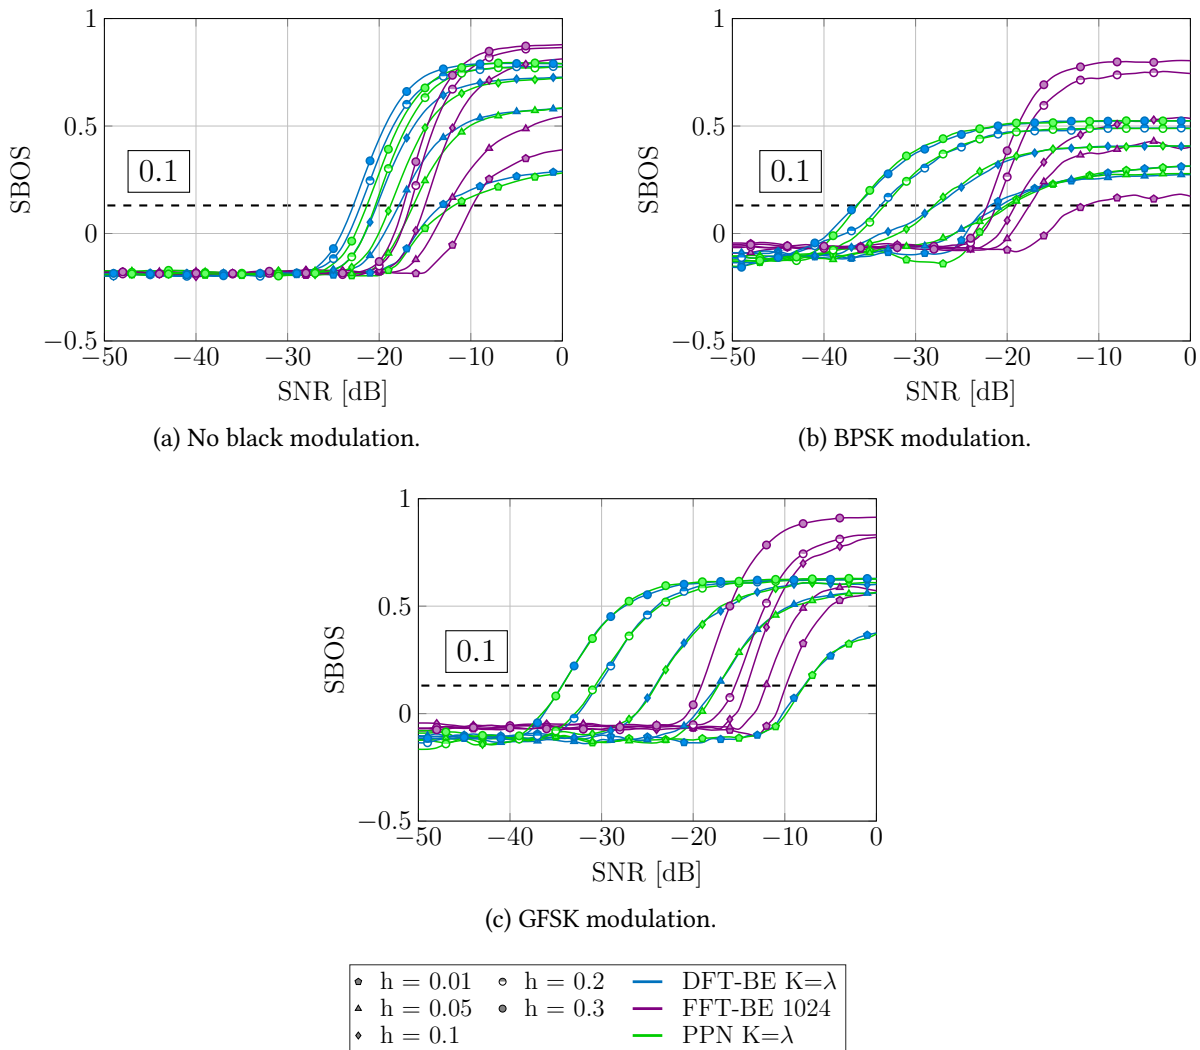 1
0.5
0
−0.5
SBOS
0.1
−50
−40
−30
−20
−10
0
SNR [dB]
(a) No black modulation.
1
0.5
0
−0.5
SBOS
0.1
−50
−40
−30
−20
−10
0
SNR [dB]
(b) BPSK modulation.
1
0.5
0
−0.5
SBOS
0.1
−50
−40
−30
−20
−10
0
SNR [dB]
(c) GFSK modulation.
h = 0.01 h = 0.2 DFT-BE K=λ
h = 0.05 h = 0.3 FFT-BE 1024
h = 0.1 PPN K=λ